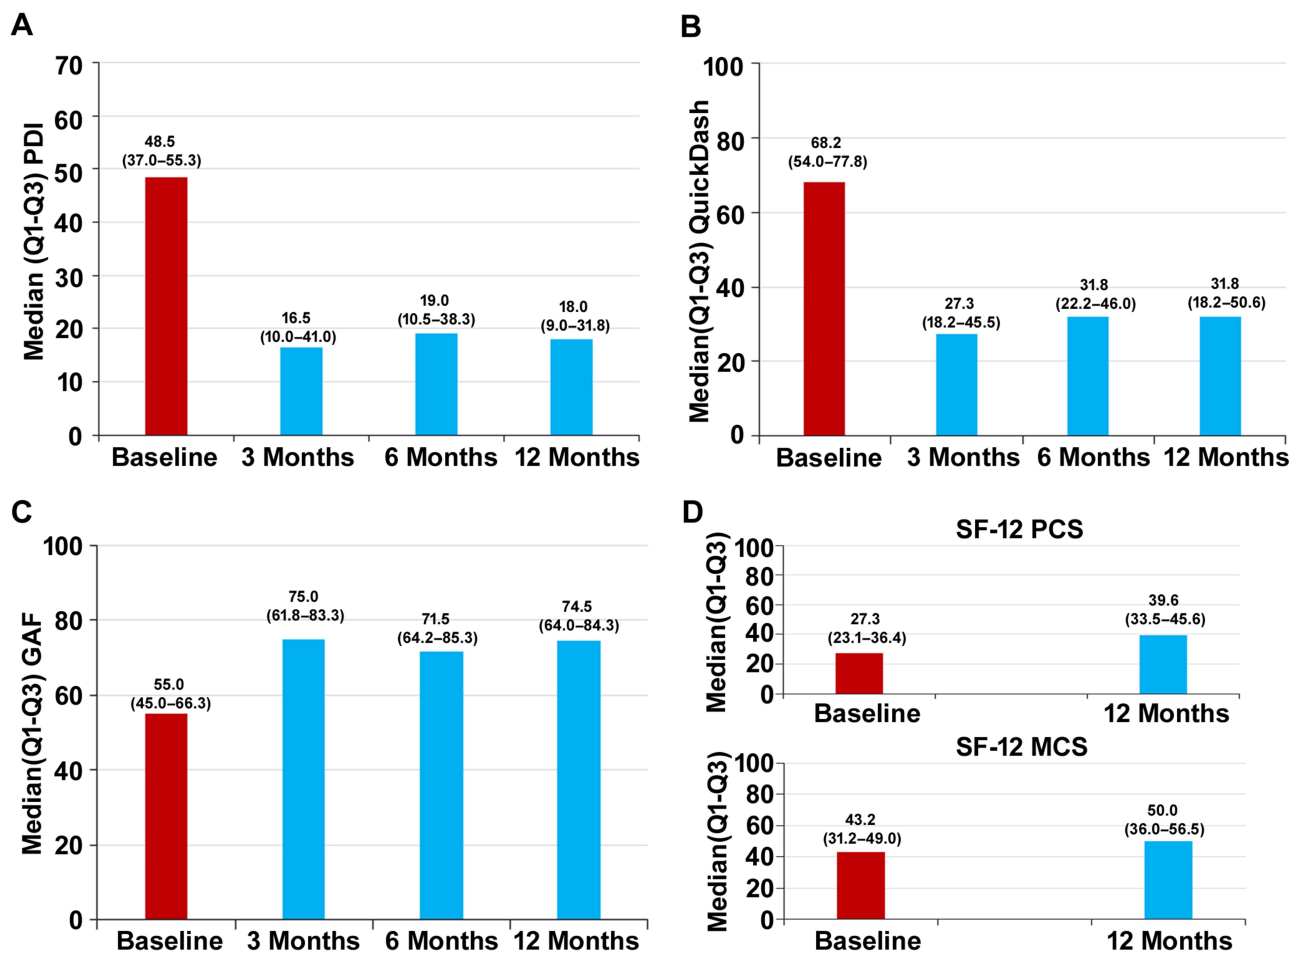 A
Median (Q1-Q3) PDI
70
60
50
40
30
20
10
0
48.5
(37.0–55.3)
16.5
(10.0–41.0)
19.0
(10.5–38.3)
18.0
(9.0–31.8)
Baseline
3 Months
6 Months
12 Months
B
Median(Q1-Q3) QuickDash
100
80
60
40
20
0
68.2
(54.0–77.8)
27.3
(18.2–45.5)
31.8
(22.2–46.0)
31.8
(18.2–50.6)
Baseline
3 Months
6 Months
12 Months
C
Median(Q1-Q3) GAF
100
80
60
40
20
0
55.0
(45.0–66.3)
75.0
(61.8–83.3)
71.5
(64.2–85.3)
74.5
(64.0–84.3)
Baseline
3 Months
6 Months
12 Months
D
SF-12 PCS
Median(Q1-Q3)
100
80
60
40
20
0
27.3
(23.1–36.4)
39.6
(33.5–45.6)
Baseline
12 Months
SF-12 MCS
Median(Q1-Q3)
100
80
60
40
20
0
43.2
(31.2–49.0)
50.0
(36.0–56.5)
Baseline
12 Months